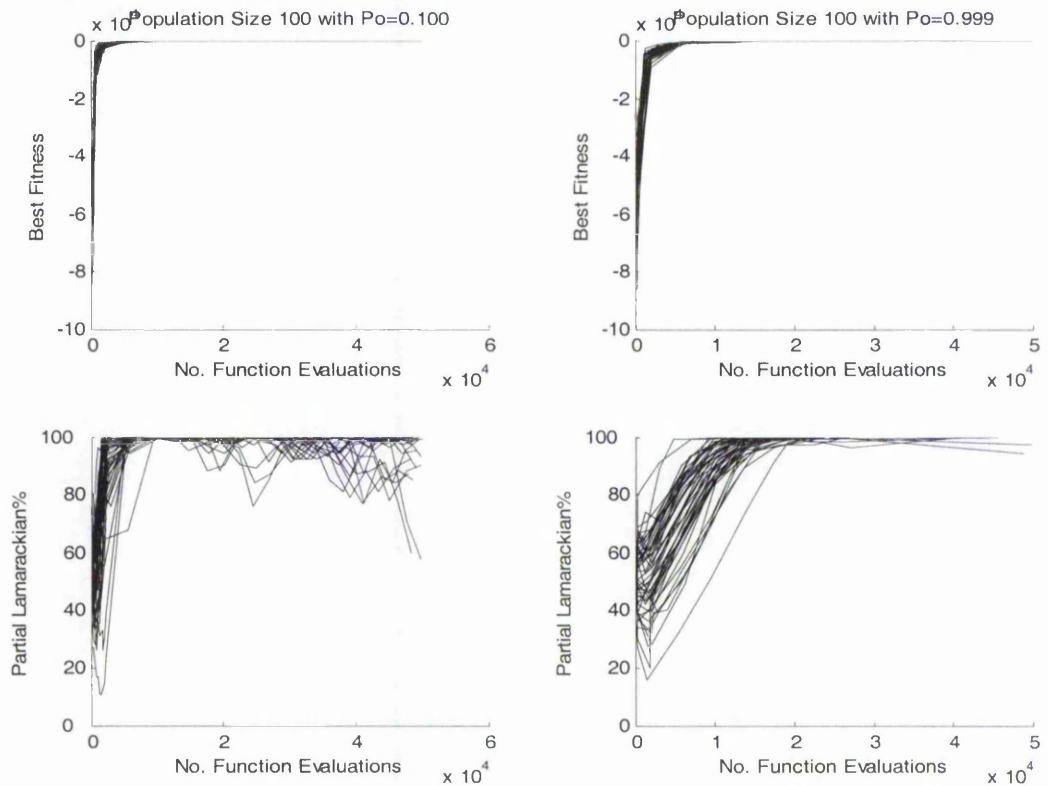 Population Size 100 with Po=0.100
x 10
0
-2
-4
-6
-8
-10
Best Fitness
0 2 4 6
No. Function Evaluations
x 10^4
Population Size 100 with Po=0.999
x 10
0
-2
-4
-6
-8
-10
Best Fitness
0 1 2 3 4 5
No. Function Evaluations
x 10^4
100
80
60
40
20
0
Partial Lamarackian%
0 2 4 6
No. Function Evaluations
x 10^4
100
80
60
40
20
0
Partial Lamarackian%
0 1 2 3 4 5
No. Function Evaluations
x 10^4